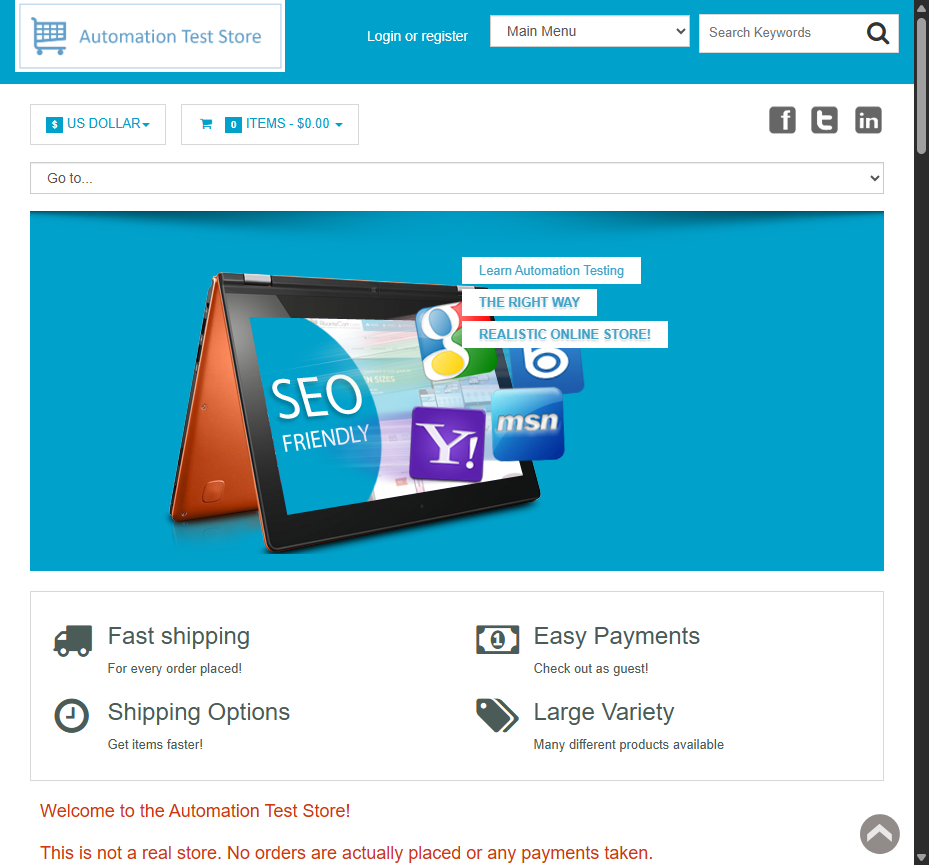 Automation Test Store
Login or register
Main Menu
Search Keywords
$ US DOLLAR
0 ITEMS - $0.00
f t in
Go to...
Learn Automation Testing
THE RIGHT WAY
REALISTIC ONLINE STORE!
SEO
FRIENDLY
g
b
Y!
msn
Fast shipping
For every order placed!
1
Easy Payments
Check out as guest!
Shipping Options
Get items faster!
Large Variety
Many different products available
Welcome to the Automation Test Store!
This is not a real store. No orders are actually placed or any payments taken.